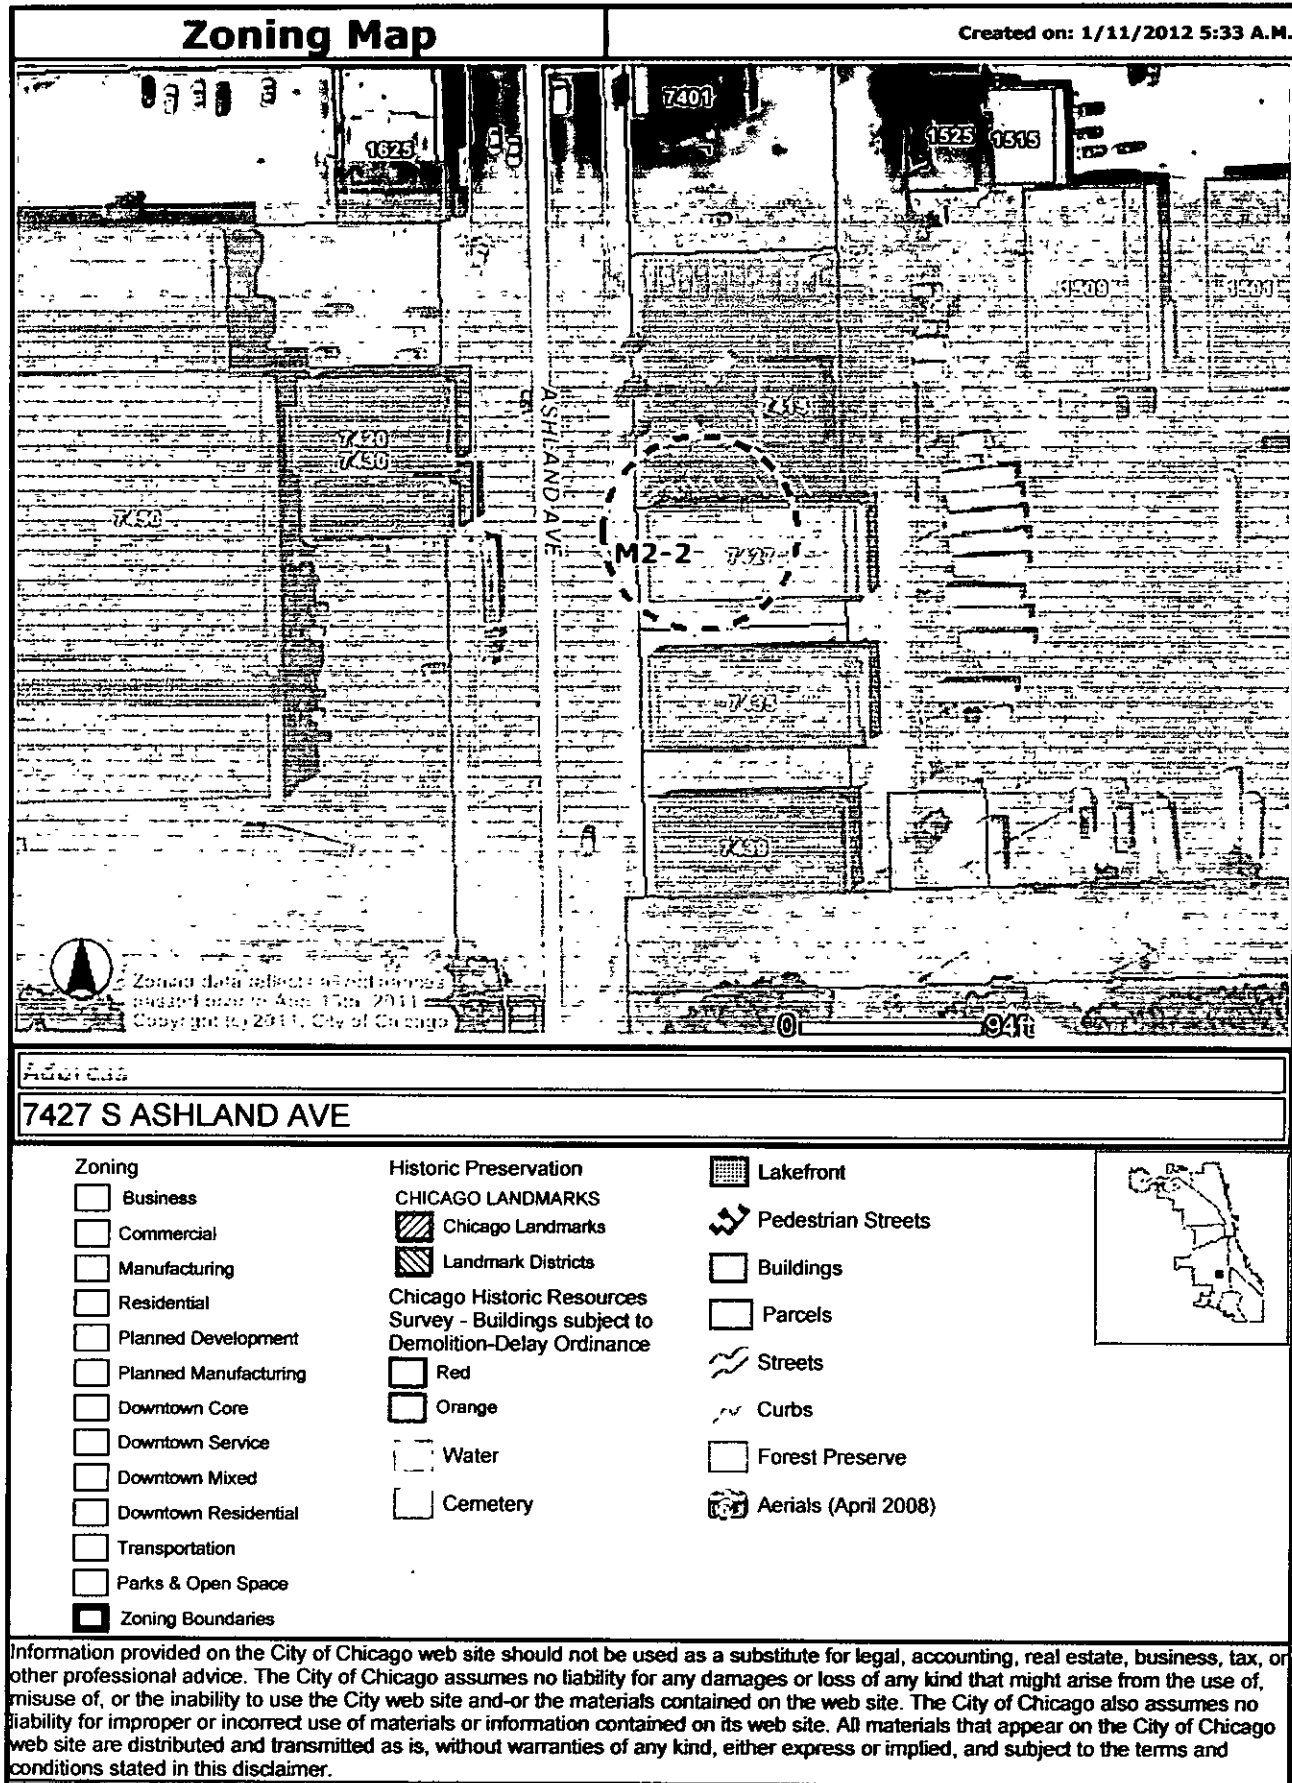 Zoning Map
Created on: 1/11/2012 5:33 A.M.
7401
1625
1525 1515
1509
1501
7419
7420
7430
ASHLAND AVE
M2-2
7427
7435
Zoning data reflects
Copyright (c) 2011, City of Chicago
0 94ft
Address
7427 S ASHLAND AVE
Zoning
Business
Commercial
Manufacturing
Residential
Planned Development
Planned Manufacturing
Downtown Core
Downtown Service
Downtown Mixed
Downtown Residential
Transportation
Parks & Open Space
Zoning Boundaries
Historic Preservation
CHICAGO LANDMARKS
Chicago Landmarks
Landmark Districts
Chicago Historic Resources
Survey - Buildings subject to
Demolition-Delay Ordinance
Red
Orange
Water
Cemetery
Lakefront
Pedestrian Streets
Buildings
Parcels
Streets
Curbs
Forest Preserve
Aerials (April 2008)
Information provided on the City of Chicago web site should not be used as a substitute for legal, accounting, real estate, business, tax, or
other professional advice. The City of Chicago assumes no liability for any damages or loss of any kind that might arise from the use of,
misuse of, or the inability to use the City web site and-or the materials contained on the web site. The City of Chicago also assumes no
liability for improper or incorrect use of materials or information contained on its web site. All materials that appear on the City of Chicago
web site are distributed and transmitted as is, without warranties of any kind, either express or implied, and subject to the terms and
conditions stated in this disclaimer.